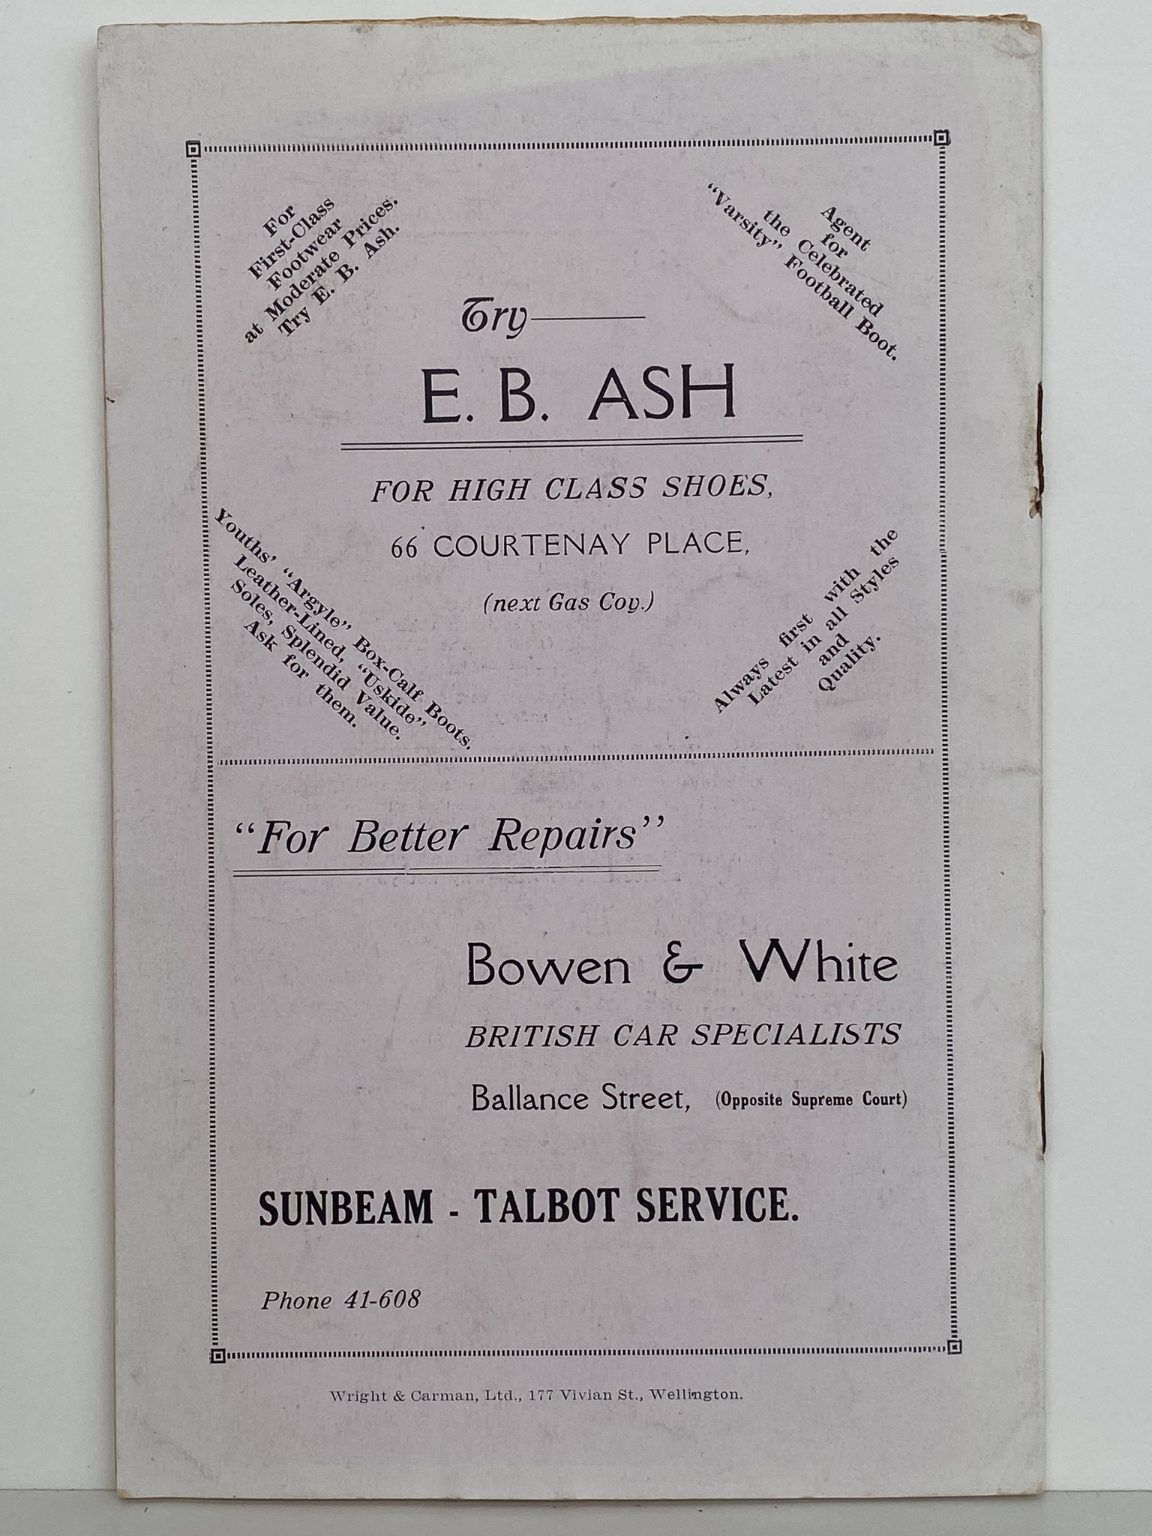 For
First-Class
Footwear
at Moderate Prices.
Try E. B. Ash.
Agent
for
the Celebrated
"Varsity" Football Boot.
Try
E. B. ASH
FOR HIGH CLASS SHOES,
66 COURTENAY PLACE,
(next Gas Coy.)
Youths' "Argyle" Box-Calf Boots,
Leather-Lined, "Uskide"
Soles, Splendid Value.
Ask for them.
Always first with the
Latest in all Styles
and
Quality.
"For Better Repairs"
Bowen & White
BRITISH CAR SPECIALISTS
Ballance Street, (Opposite Supreme Court)
SUNBEAM - TALBOT SERVICE.
Phone 41-608
Wright & Carman, Ltd., 177 Vivian St., Wellington.